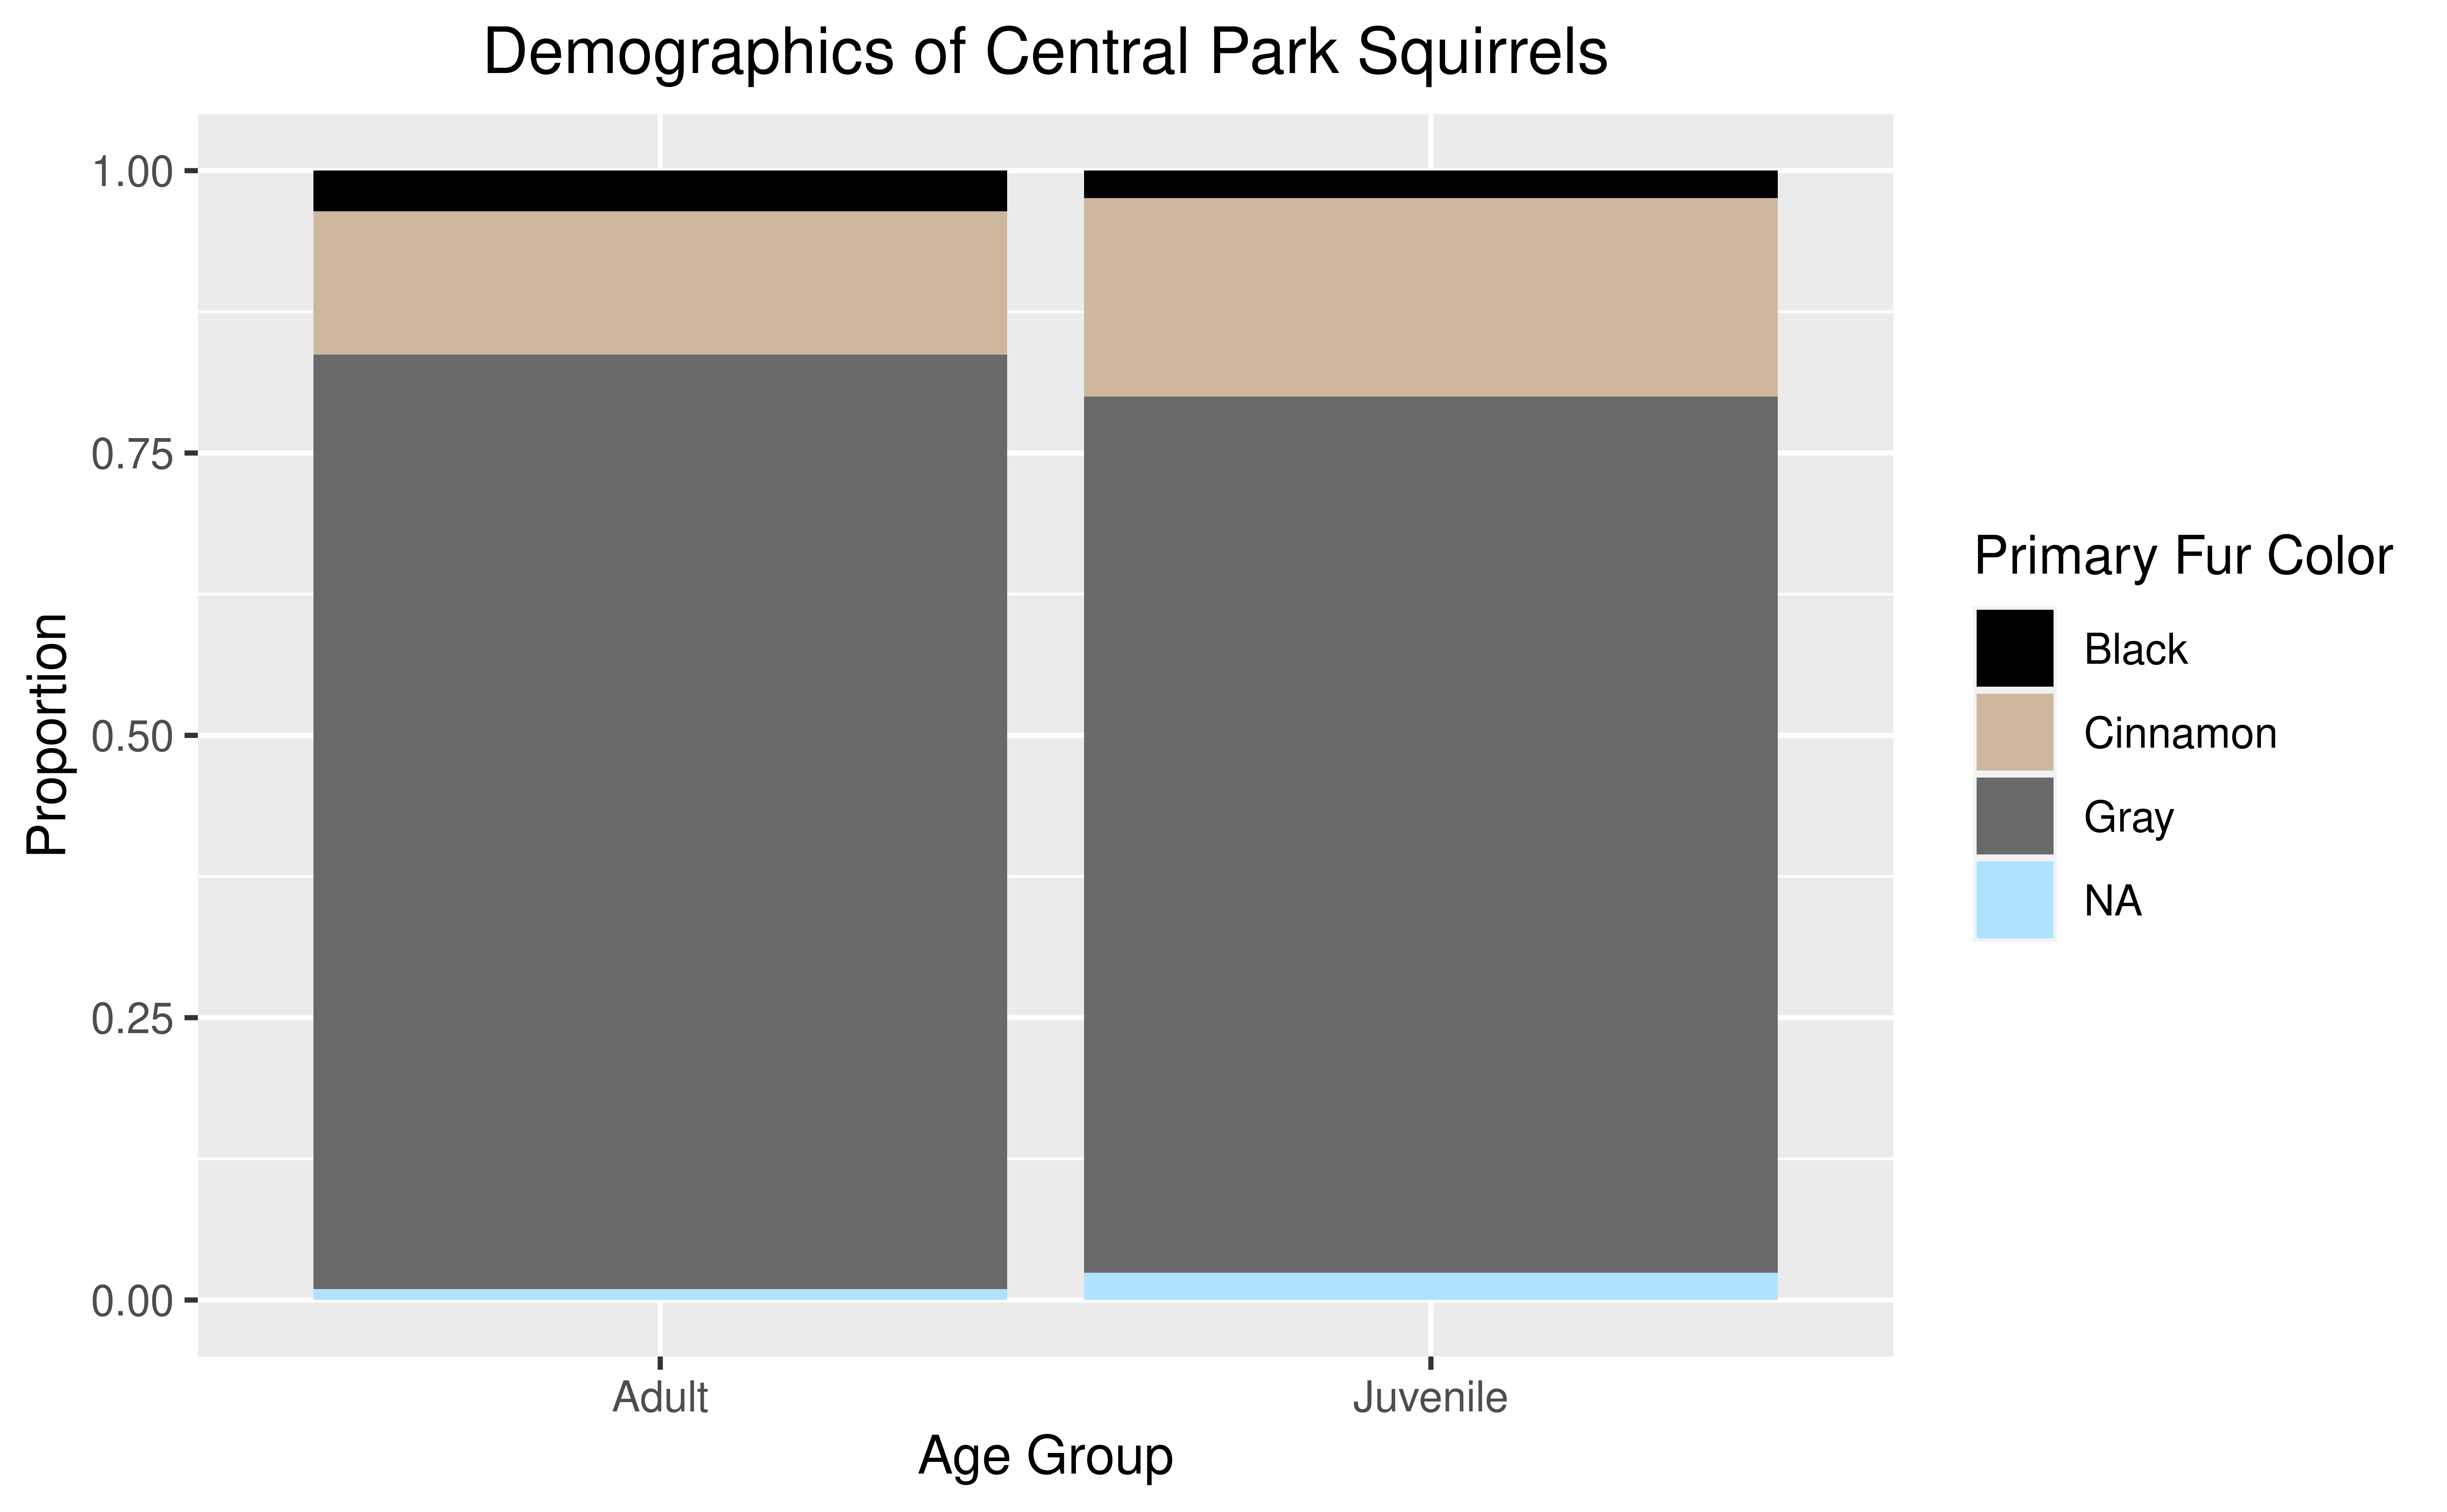 Demographics of Central Park Squirrels
1.00
0.75
0.50
0.25
0.00
Proportion
Adult
Juvenile
Age Group
Primary Fur Color
Black
Cinnamon
Gray
NA